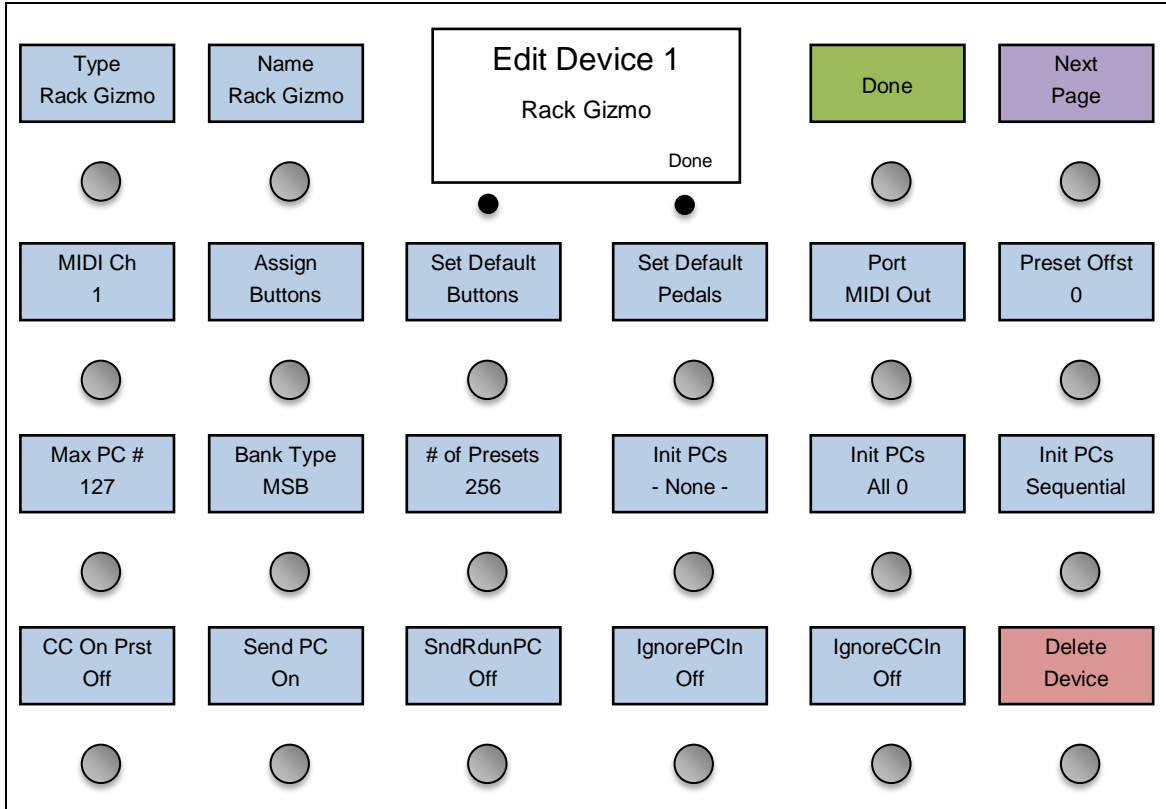 Type
Rack Gizmo
Name
Rack Gizmo
Edit Device 1
Rack Gizmo
Done
Done
Next
Page
MIDI Ch
1
Assign
Buttons
Set Default
Buttons
Set Default
Pedals
Port
MIDI Out
Preset Offst
0
Max PC #
127
Bank Type
MSB
# of Presets
256
Init PCs
- None -
Init PCs
All 0
Init PCs
Sequential
CC On Prst
Off
Send PC
On
SndRdunPC
Off
IgnorePCIn
Off
IgnoreCCIn
Off
Delete
Device